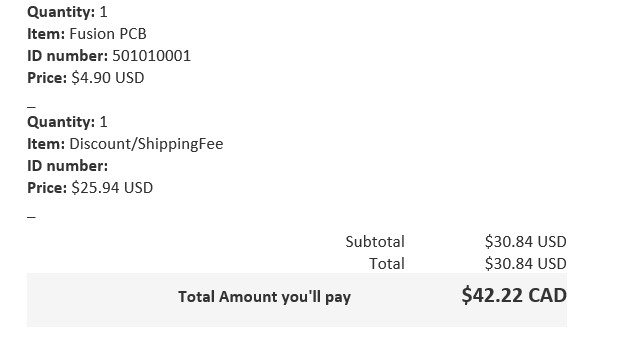 Quantity: 1
Item: Fusion PCB
ID number: 501010001
Price: $4.90 USD
_
Quantity: 1
Item: Discount/ShippingFee
ID number:
Price: $25.94 USD
_
Subtotal $30.84 USD
Total $30.84 USD
Total Amount you'll pay $42.22 CAD